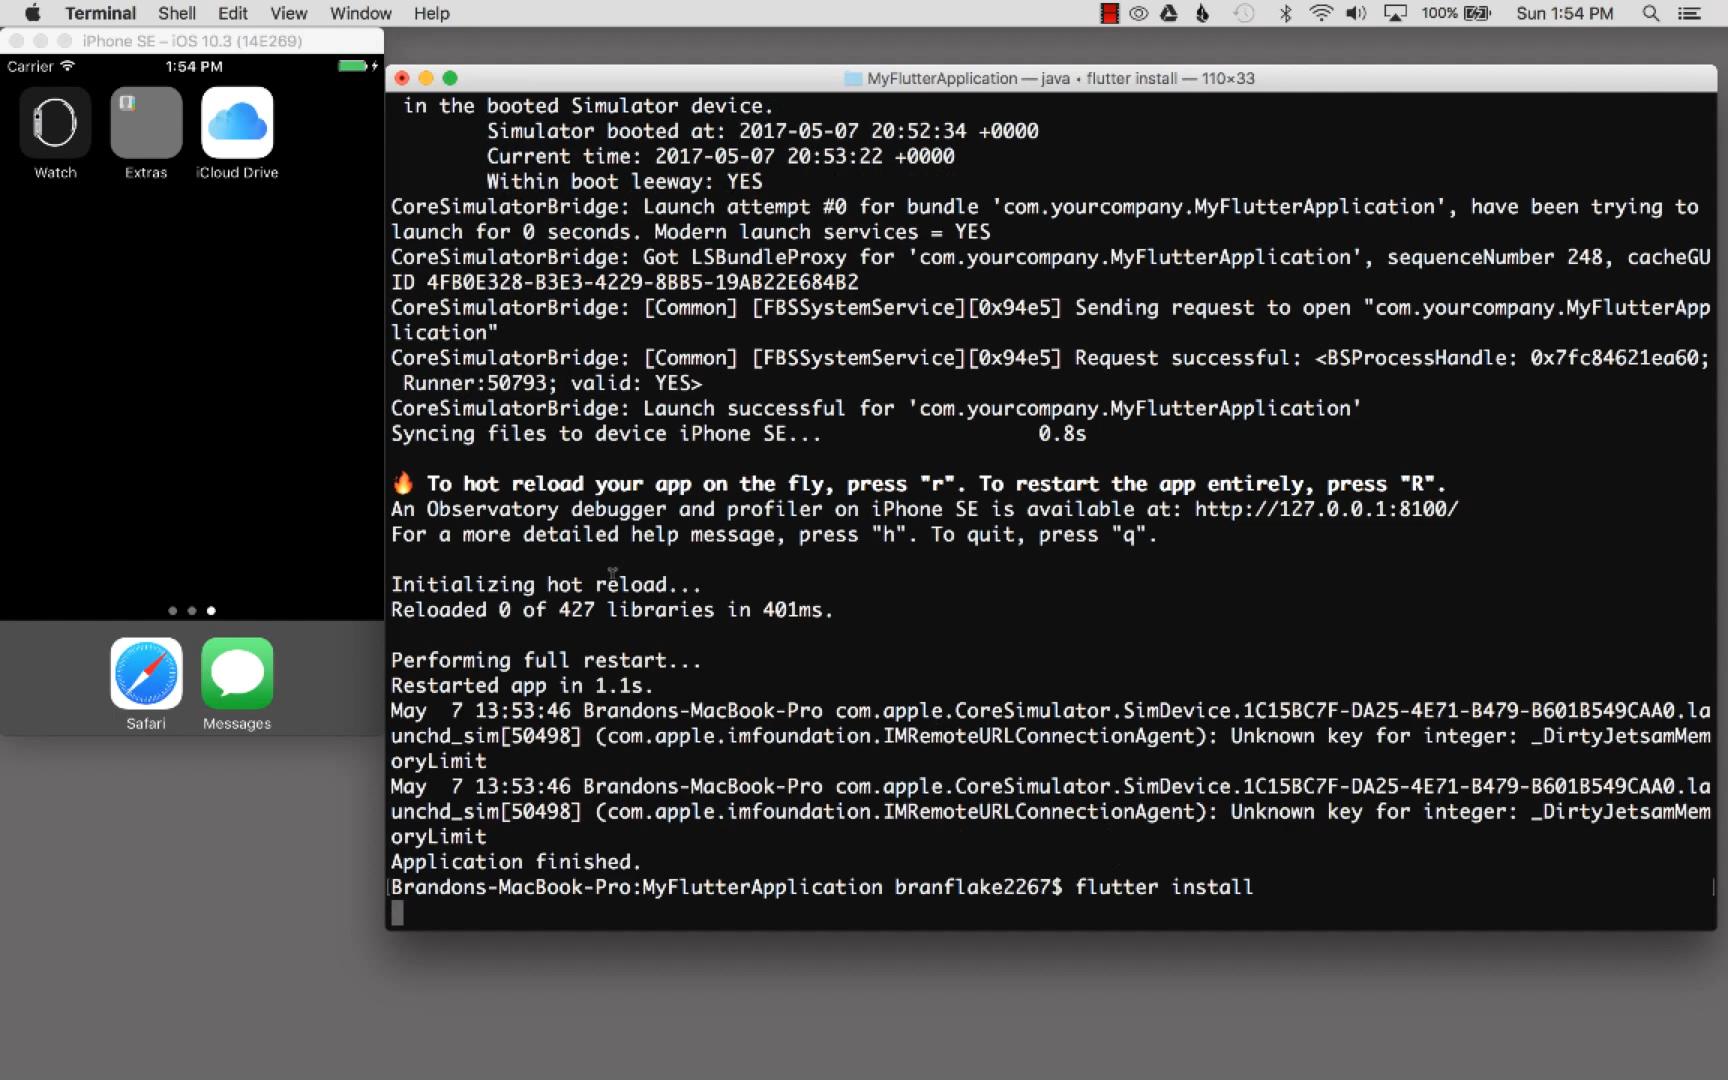 Terminal Shell Edit View Window Help 100% Sun 1:54 PM
iPhone SE – iOS 10.3 (14E269)
Carrier 1:54 PM
Watch Extras iCloud Drive
Safari Messages
MyFlutterApplication — java • flutter install — 110×33
in the booted Simulator device.
Simulator booted at: 2017-05-07 20:52:34 +0000
Current time: 2017-05-07 20:53:22 +0000
Within boot leeway: YES
CoreSimulatorBridge: Launch attempt #0 for bundle 'com.yourcompany.MyFlutterApplication', have been trying to
launch for 0 seconds. Modern launch services = YES
CoreSimulatorBridge: Got LSBundleProxy for 'com.yourcompany.MyFlutterApplication', sequenceNumber 248, cacheGU
ID 4FB0E328-B3E3-4229-8BB5-19AB22E684B2
CoreSimulatorBridge: [Common] [FBSSystemService][0x94e5] Sending request to open "com.yourcompany.MyFlutterApp
lication"
CoreSimulatorBridge: [Common] [FBSSystemService][0x94e5] Request successful: <BSProcessHandle: 0x7fc84621ea60;
Runner:50793; valid: YES>
CoreSimulatorBridge: Launch successful for 'com.yourcompany.MyFlutterApplication'
Syncing files to device iPhone SE... 0.8s
🔥 To hot reload your app on the fly, press "r". To restart the app entirely, press "R".
An Observatory debugger and profiler on iPhone SE is available at: http://127.0.0.1:8100/
For a more detailed help message, press "h". To quit, press "q".
Initializing hot reload...
Reloaded 0 of 427 libraries in 401ms.
Performing full restart...
Restarted app in 1.1s.
May  7 13:53:46 Brandons-MacBook-Pro com.apple.CoreSimulator.SimDevice.1C15BC7F-DA25-4E71-B479-B601B549CAA0.la
unchd_sim[50498] (com.apple.imfoundation.IMRemoteURLConnectionAgent): Unknown key for integer: _DirtyJetsamMem
oryLimit
May  7 13:53:46 Brandons-MacBook-Pro com.apple.CoreSimulator.SimDevice.1C15BC7F-DA25-4E71-B479-B601B549CAA0.la
unchd_sim[50498] (com.apple.imfoundation.IMRemoteURLConnectionAgent): Unknown key for integer: _DirtyJetsamMem
oryLimit
Application finished.
[Brandons-MacBook-Pro:MyFlutterApplication branflake2267$ flutter install ]